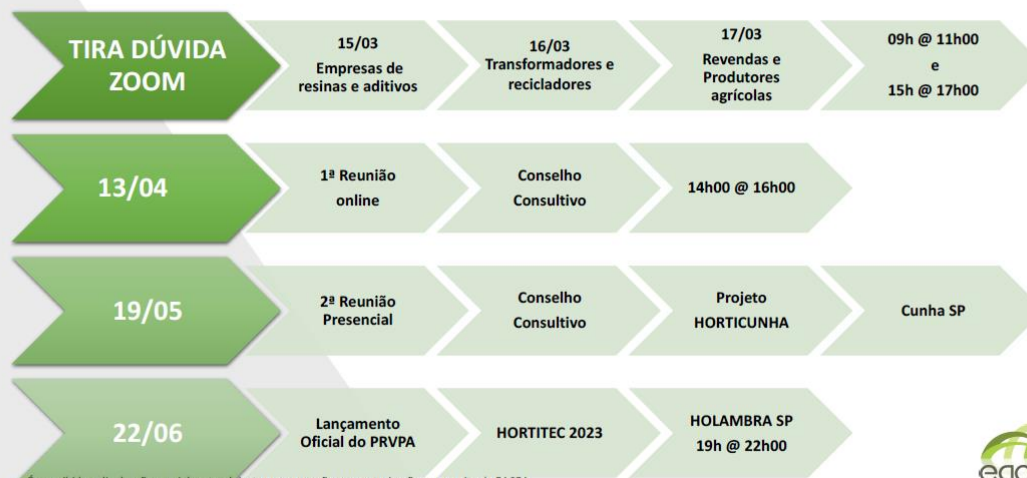 TIRA DÚVIDA
ZOOM
15/03
Empresas de
resinas e aditivos
16/03
Transformadores e
recicladores
17/03
Revendas e
Produtores
agrícolas
09h @ 11h00
e
15h @ 17h00
13/04
1ª Reunião
online
Conselho
Consultivo
14h00 @ 16h00
19/05
2ª Reunião
Presencial
Conselho
Consultivo
Projeto
HORTICUNHA
Cunha SP
22/06
Lançamento
Oficial do PRVPA
HORTITEC 2023
HOLAMBRA SP
19h @ 22h00